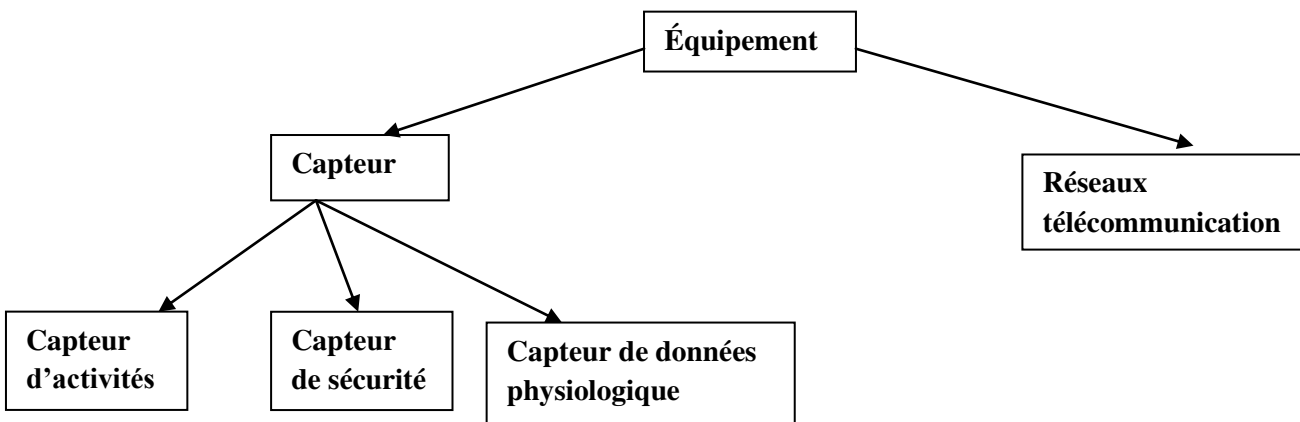 Équipement
Capteur
Réseaux
télécommunication
Capteur
d’activités
Capteur
de sécurité
Capteur de données
physiologique